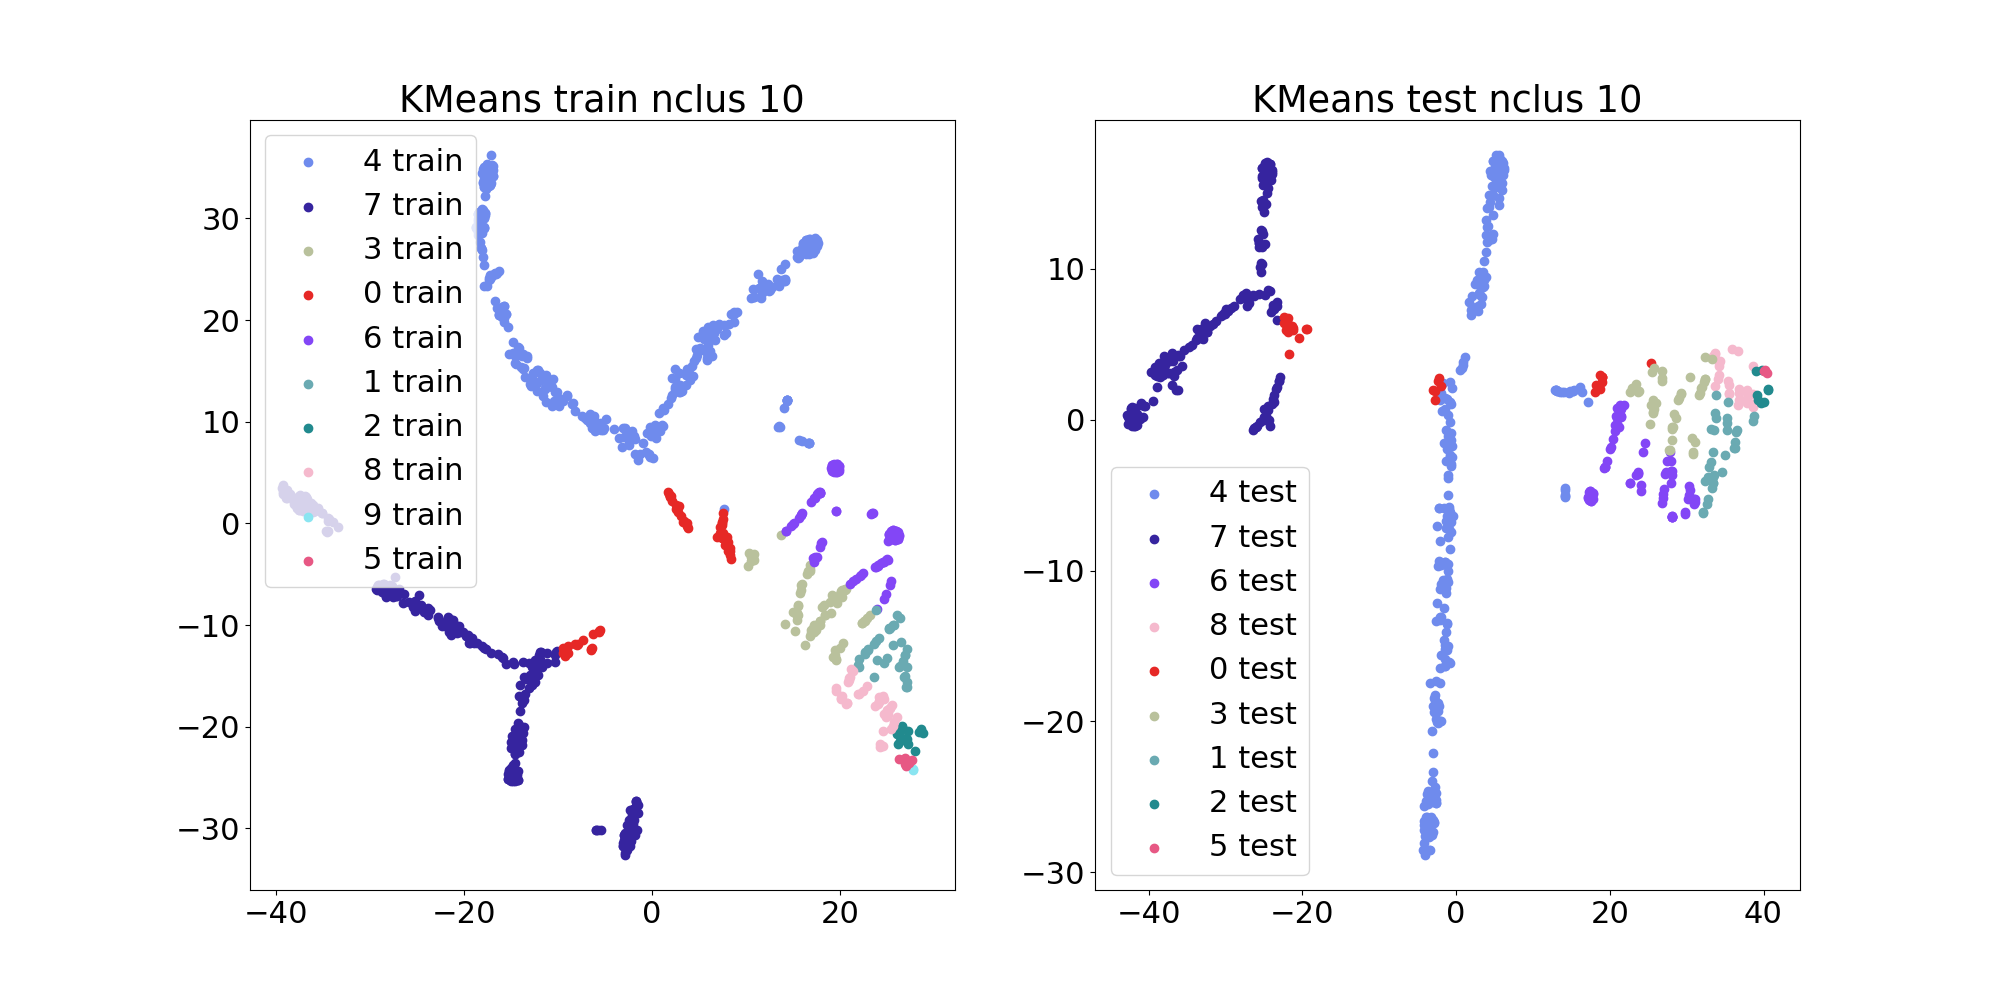 KMeans train nclus 10
4 train
7 train
3 train
0 train
6 train
1 train
2 train
8 train
9 train
5 train
30
20
10
0
−10
−20
−30
−40
−20
0
20
KMeans test nclus 10
10
0
−10
−20
−30
4 test
7 test
6 test
8 test
0 test
3 test
1 test
2 test
5 test
−40
−20
0
20
40